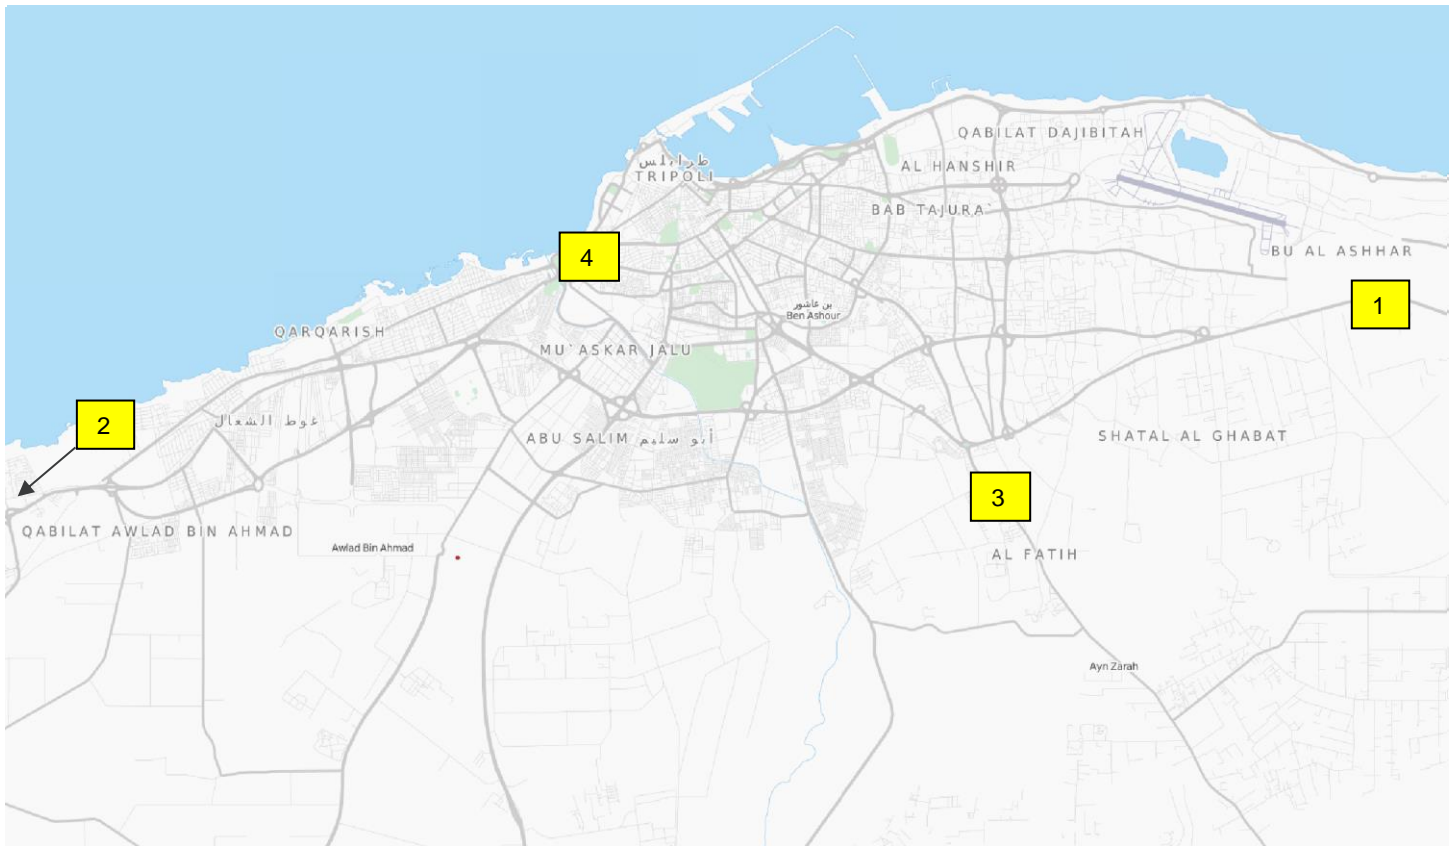 QABILAT DAJIBITAH
طرابلس
TRIPOLI
AL HANSHIR
BAB TAJURA`
4
BU AL ASHHAR
1
بن عاشور
Ben Ashour
QARQARISH
MU`ASKAR JALU
2
غوط الشعال
ABU SALIM أبو سليم
SHATAL AL GHABAT
3
QABILAT AWLAD BIN AHMAD
Awlad Bin Ahmad
AL FATIH
Ayn Zarah